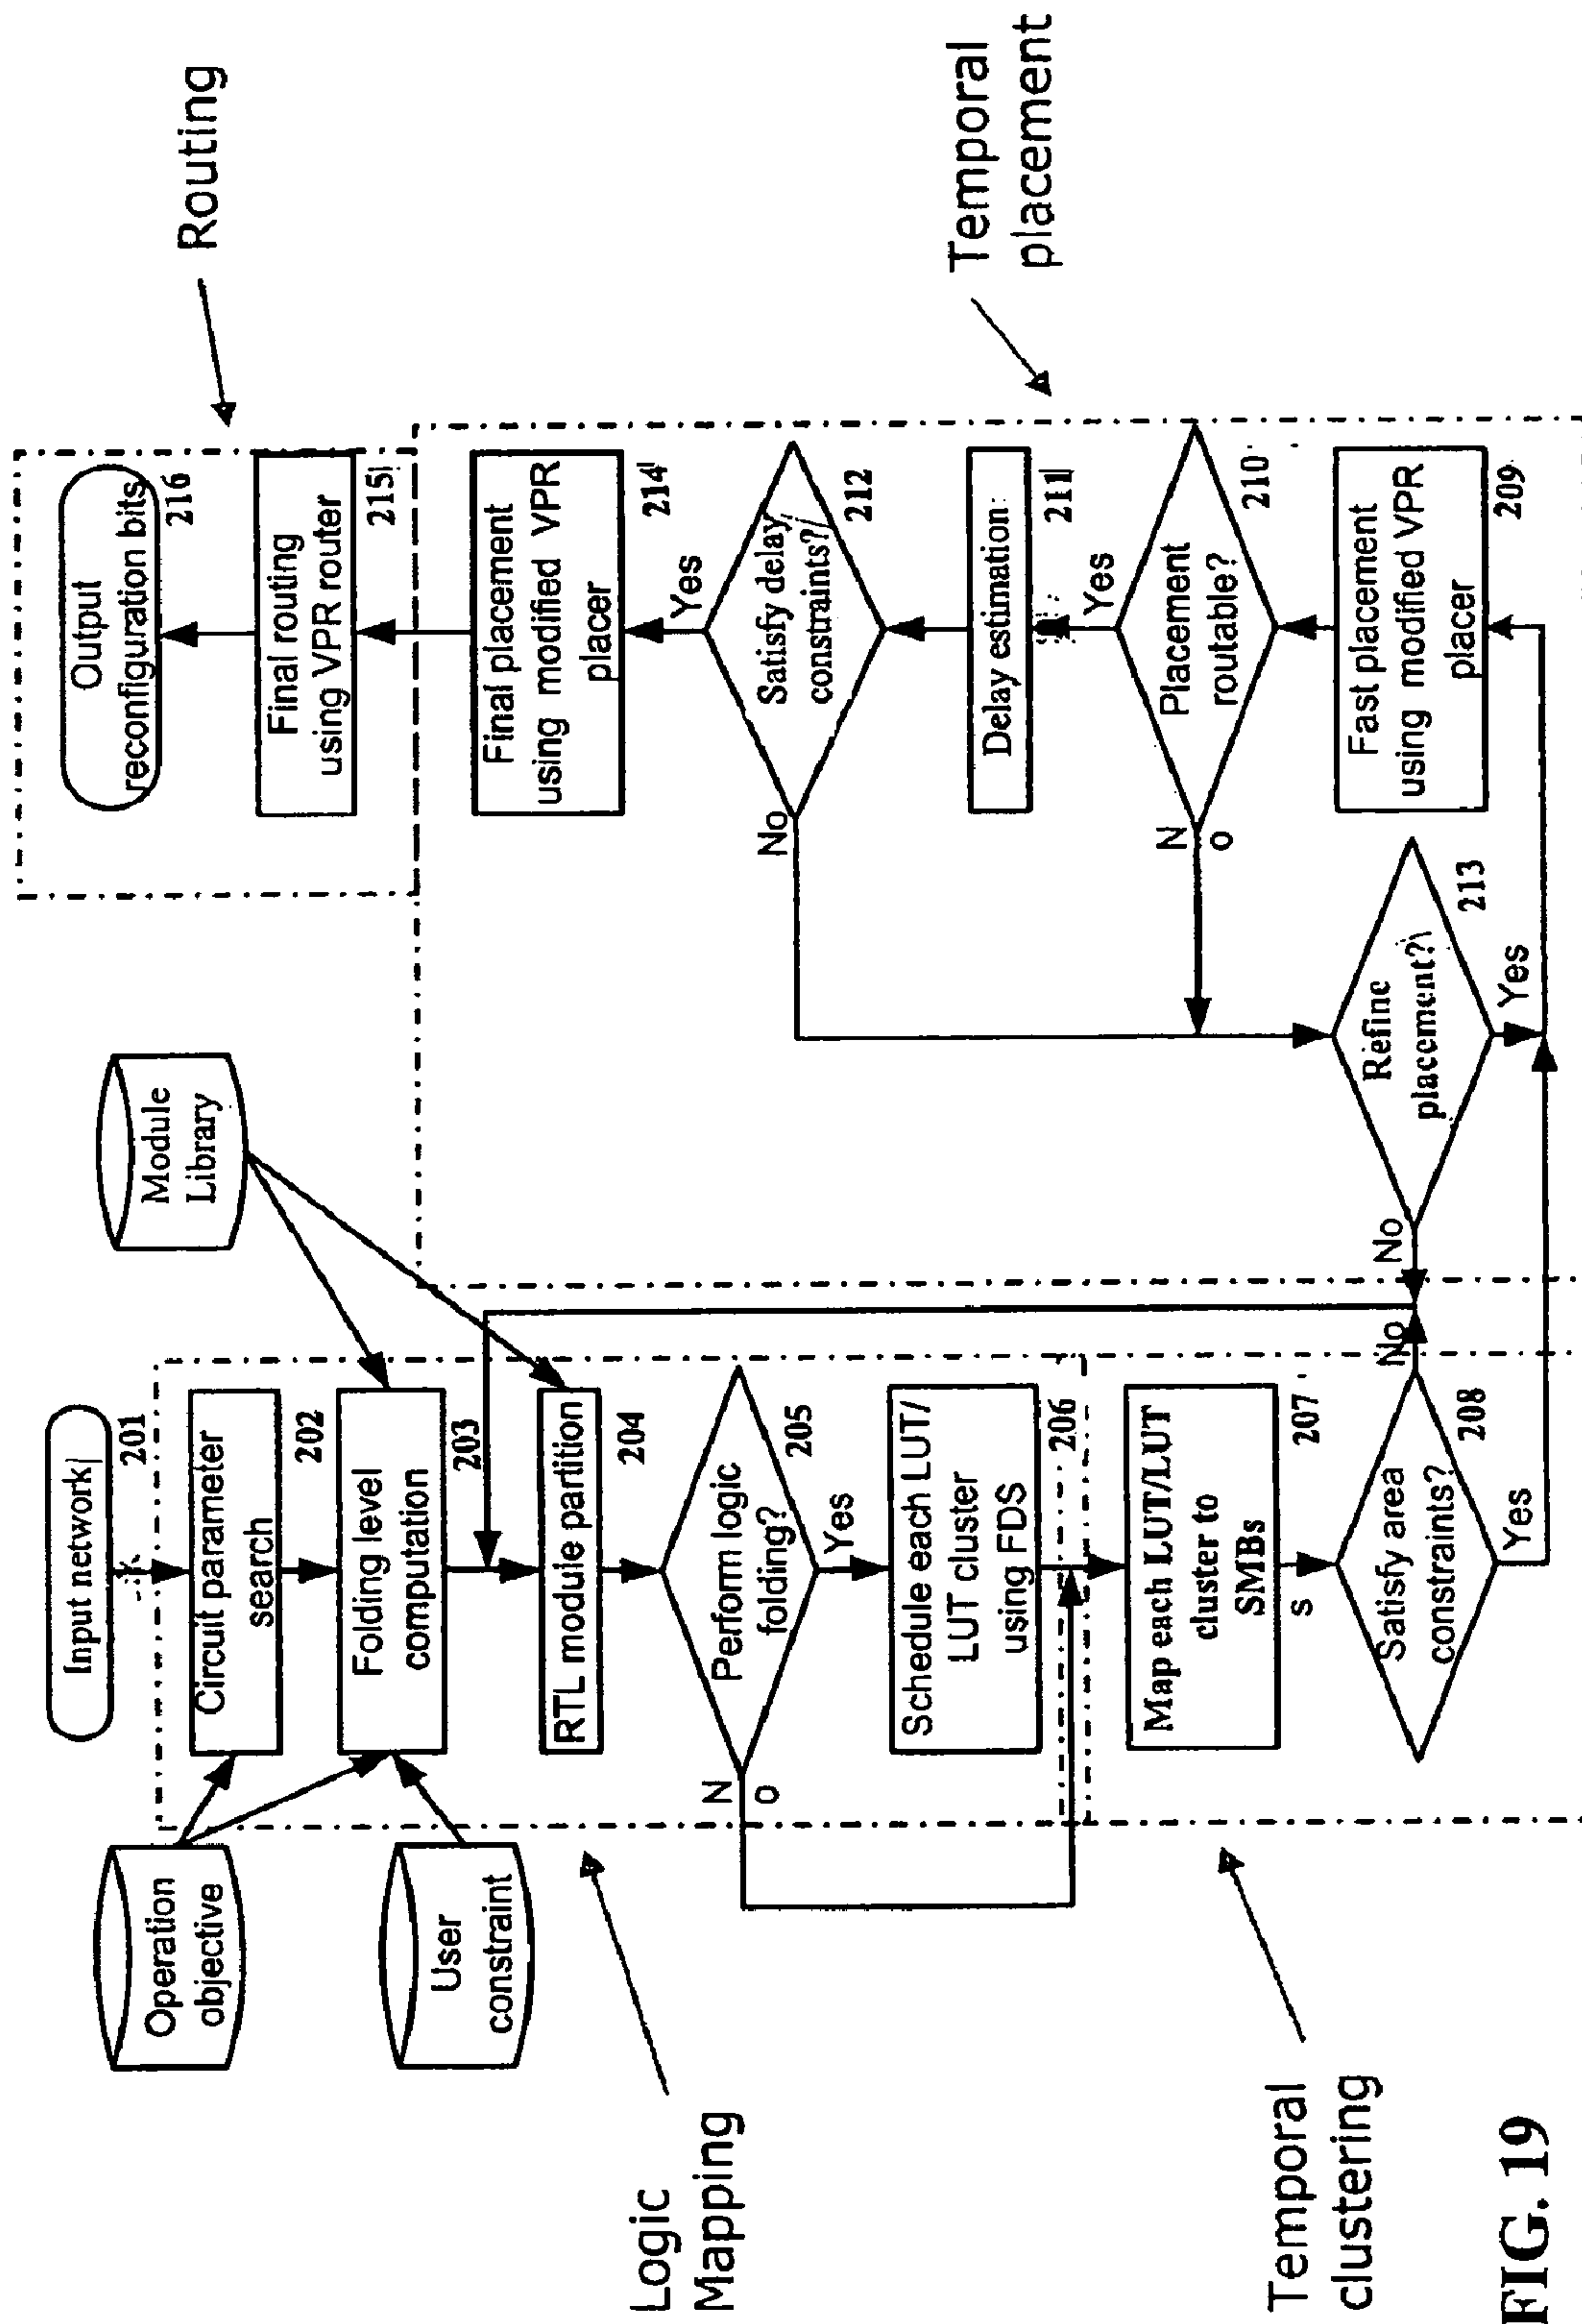 Input network
201
Operation
objective
Circuit parameter
search
202
Module
Library
User
constraint
Folding level
computation
203
RTL module partition
204
Perform logic
folding?
205
N
o
Yes
Schedule each LUT/
LUT cluster
using FDS
206
Logic
Mapping
Map each LUT/LUT
cluster to
SMBs
s
207
Satisfy area
constraints?
208
No
Yes
Temporal
clustering
Output
reconfiguration bits
216
Final routing
using VPR router
215
Routing
Final placement
using modified VPR
placer
214
Yes
Satisfy delay
constraints?
212
No
Delay estimation
211
Yes
Placement
routable?
210
N
o
Temporal
placement
Refine
placement?
213
No
Yes
Fast placement
using modified VPR
placer
209
FIG. 19